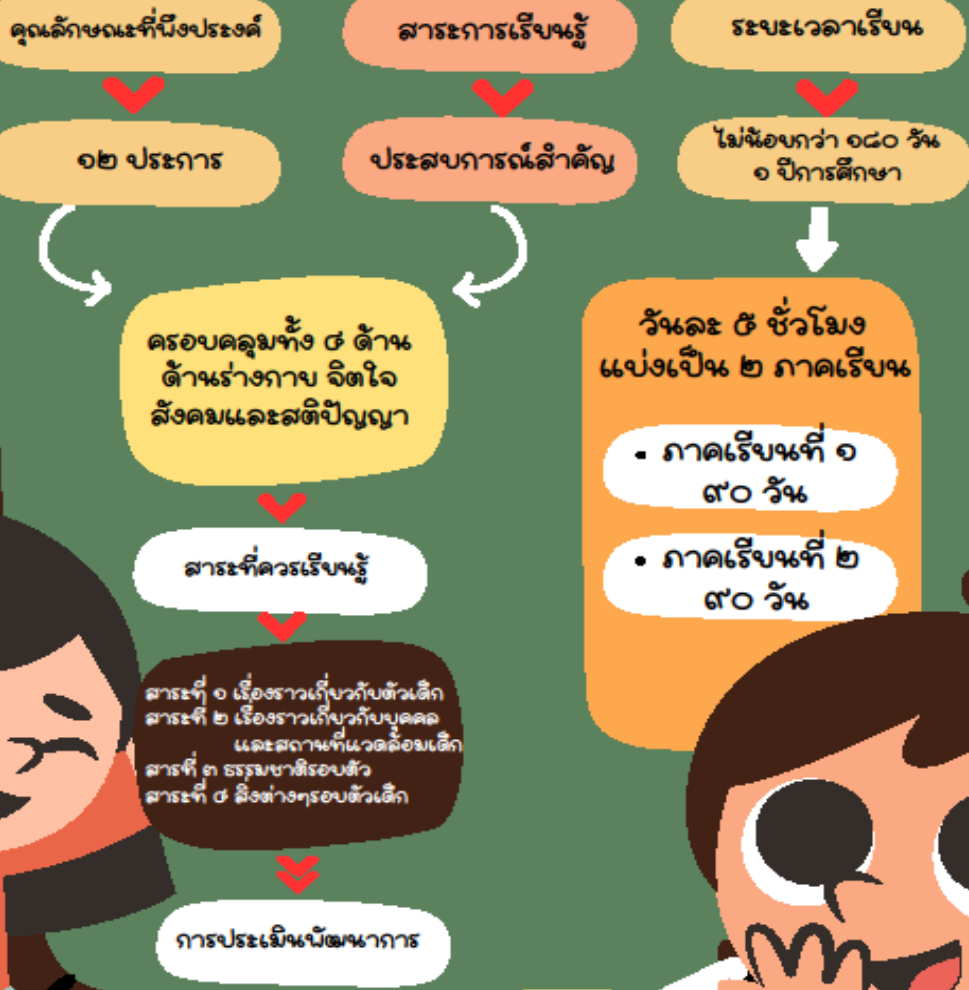 คุณลักษณะที่พึงประงค์
๑๒ ประการ
สาระการเรียนรู้
ประสบการณ์สำคัญ
ระยะเวลาเรียน
ไม่น้อยกว่า ๑๘๐ วัน
๑ ปีการศึกษา
ครอบคลุมทั้ง ๔ ด้าน
ด้านร่างกาย จิตใจ
สังคมและสติปัญญา
สาระที่ควรเรียนรู้
สาระที่ ๑ เรื่องราวเกี่ยวกับตัวเด็ก
สาระที่ ๒ เรื่องราวเกี่ยวกับบุคคล
และสถานที่แวดล้อมเด็ก
สารที่ ๓ ธรรมชาติรอบตัว
สาระที่ ๔ สิ่งต่างๆรอบตัวเด็ก
การประเมินพัฒนาการ
วันละ ๕ ชั่วโมง
แบ่งเป็น ๒ ภาคเรียน
• ภาคเรียนที่ ๑
๙๐ วัน
• ภาคเรียนที่ ๒
๙๐ วัน